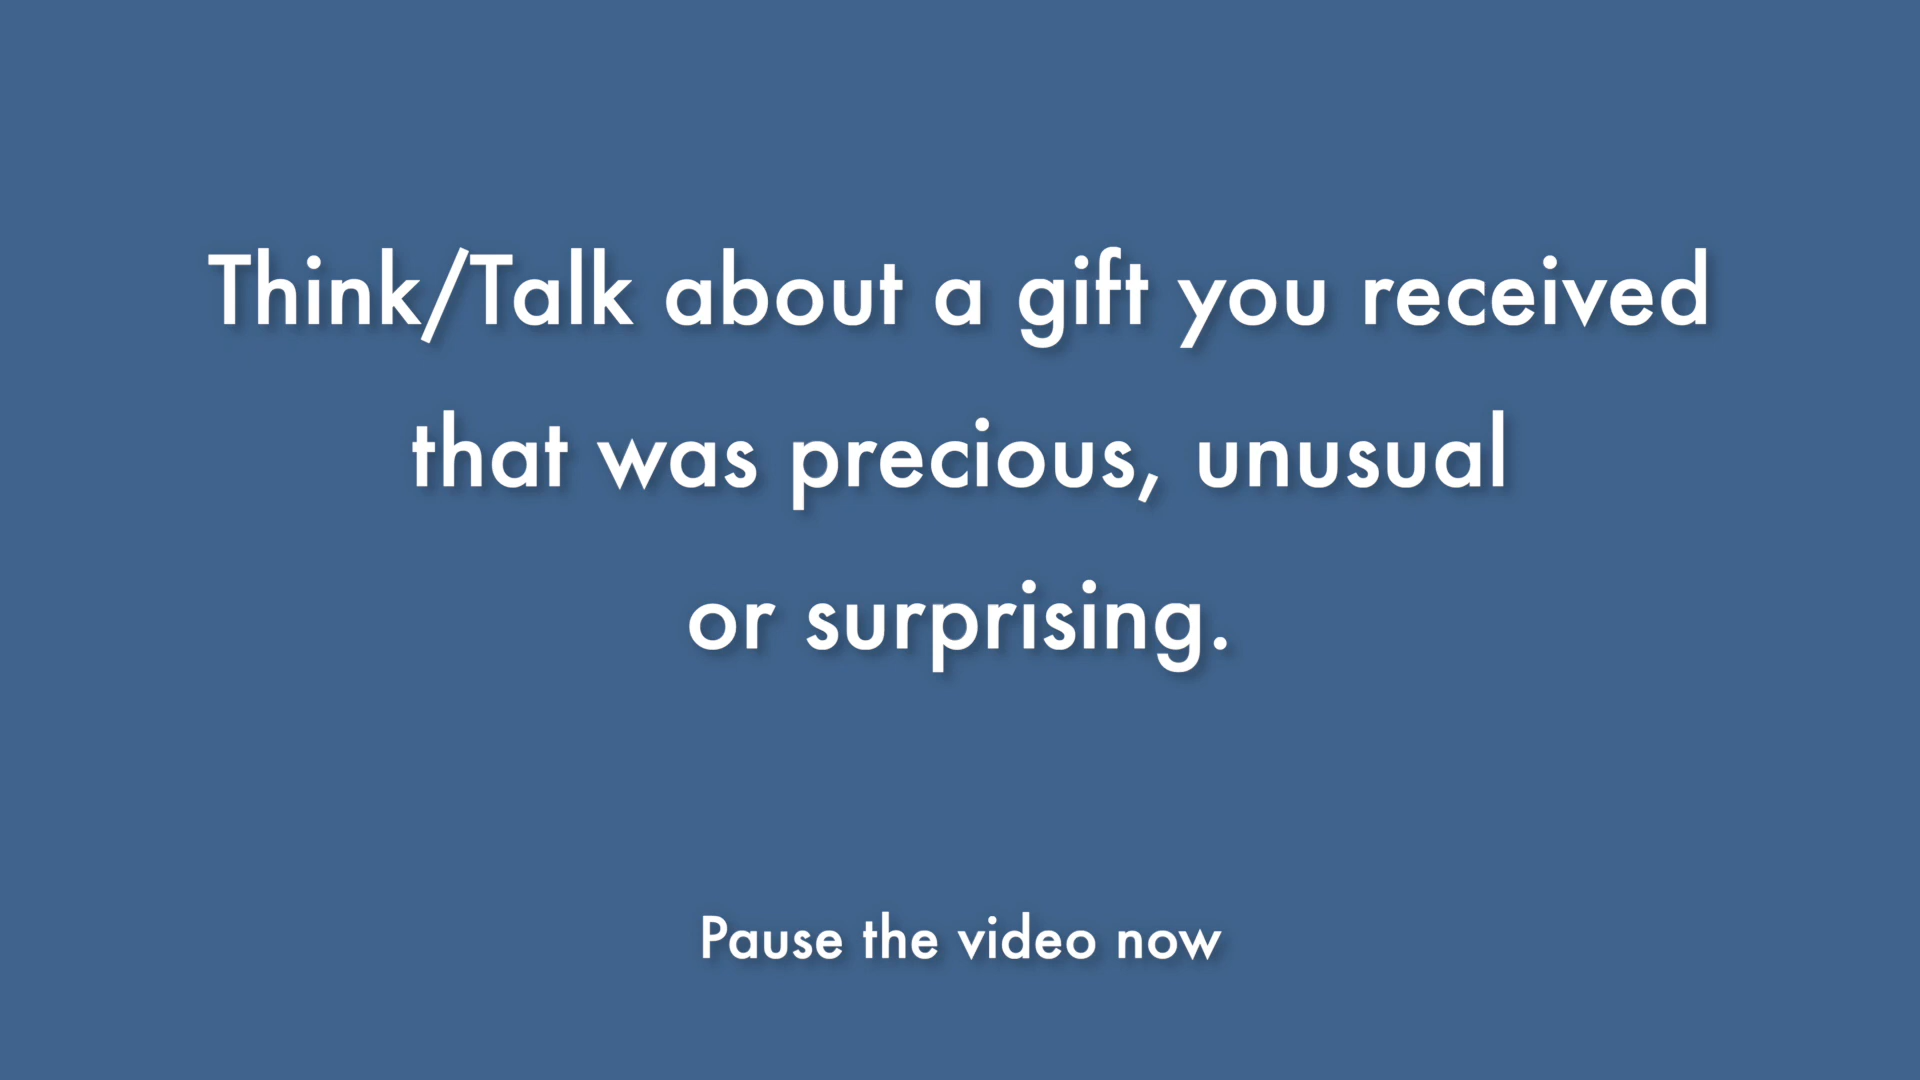 Think/Talk about a gift you received
that was precious, unusual
or surprising.
Pause the video now